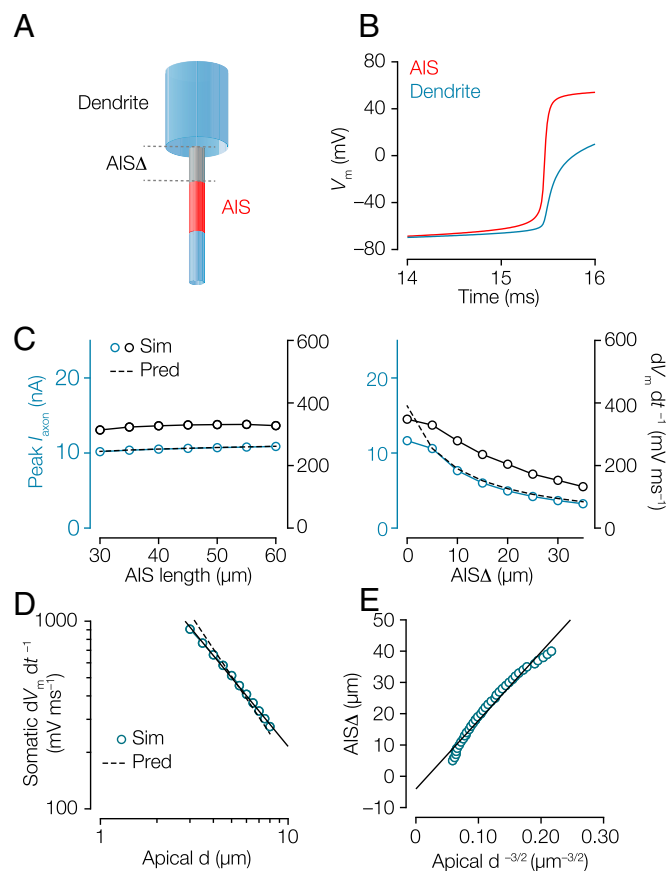 A
Dendrite
AISΔ
AIS
B
AIS
Dendrite
80
40
0
–40
–80
Vm (mV)
14
15
16
Time (ms)
C
Sim
Pred
20
10
0
Peak Iaxon (nA)
600
400
200
0
30
40
50
60
AIS length (µm)
20
10
0
600
400
200
0
dVm dt –1 (mV ms–1)
0
10
20
30
AISΔ (µm)
D
1000
100
Somatic dVm dt –1
(mV ms–1)
Sim
Pred
1
10
Apical d (µm)
E
50
40
30
20
10
0
–10
AISΔ (µm)
0
0.10
0.20
0.30
Apical d –3/2 (µm–3/2)